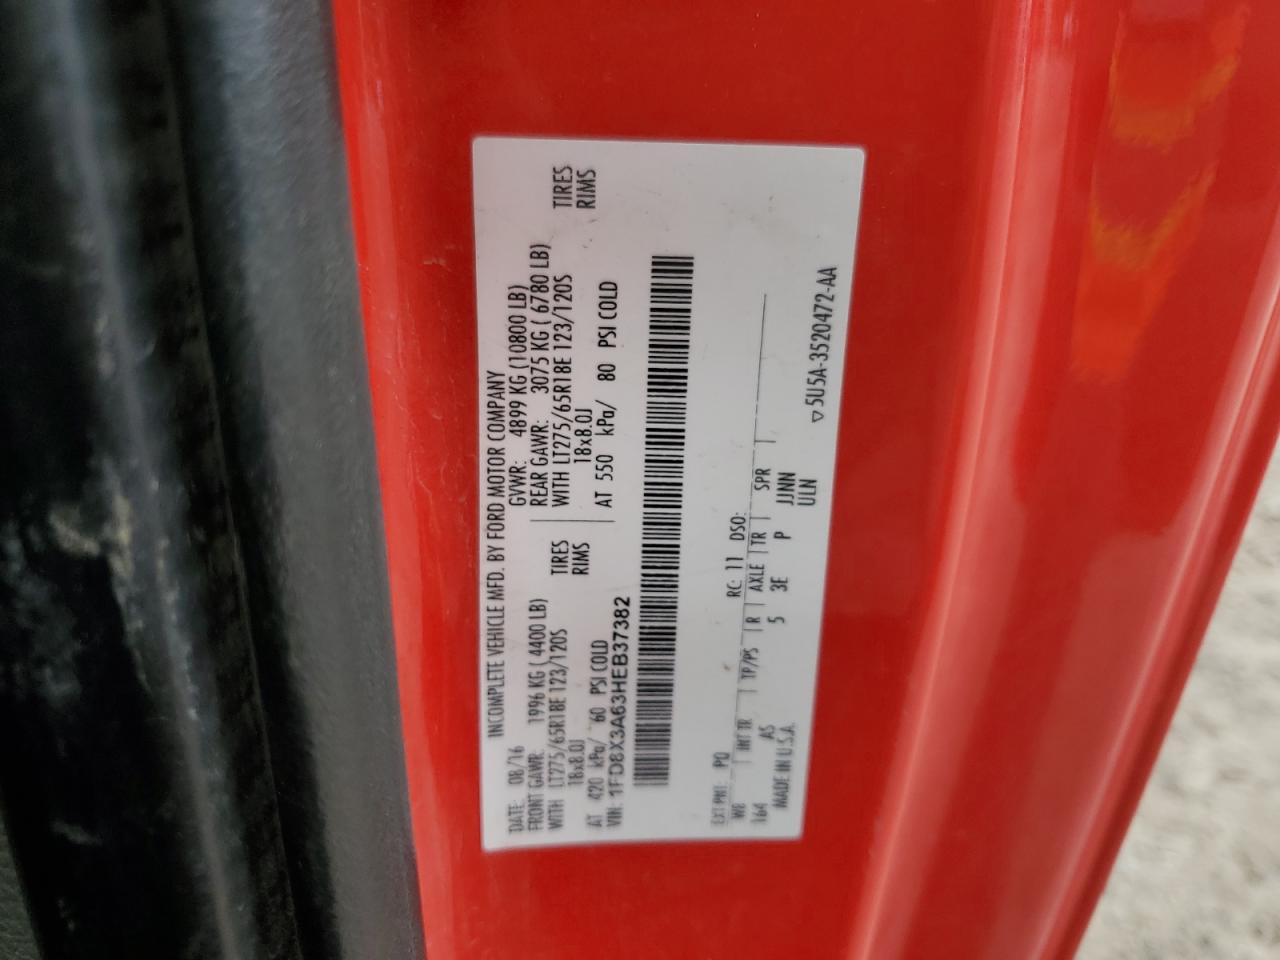 INCOMPLETE VEHICLE MFD. BY FORD MOTOR COMPANY
DATE: 08/16 GVWR: 4899 KG (10800 LB)
FRONT GAWR: 1996 KG (4400 LB) REAR GAWR: 3075 KG ( 6780 LB)
WITH LT275/65R18E 123/120S TIRES WITH LT275/65R18E 123/120S TIRES
18x8.0J RIMS 18x8.0J RIMS
AT 420 kPa/ 60 PSI COLD AT 550 kPa/ 80 PSI COLD
VIN: 1FD8X3A63HEB37382
EXT PNT: PQ RC: 11 DSO:
WB INT TR TP/PS R AXLE TR SPR
164 AS 5 3E P JJNN
MADE IN U.S.A. ULN
▽5U5A-3520472-AA